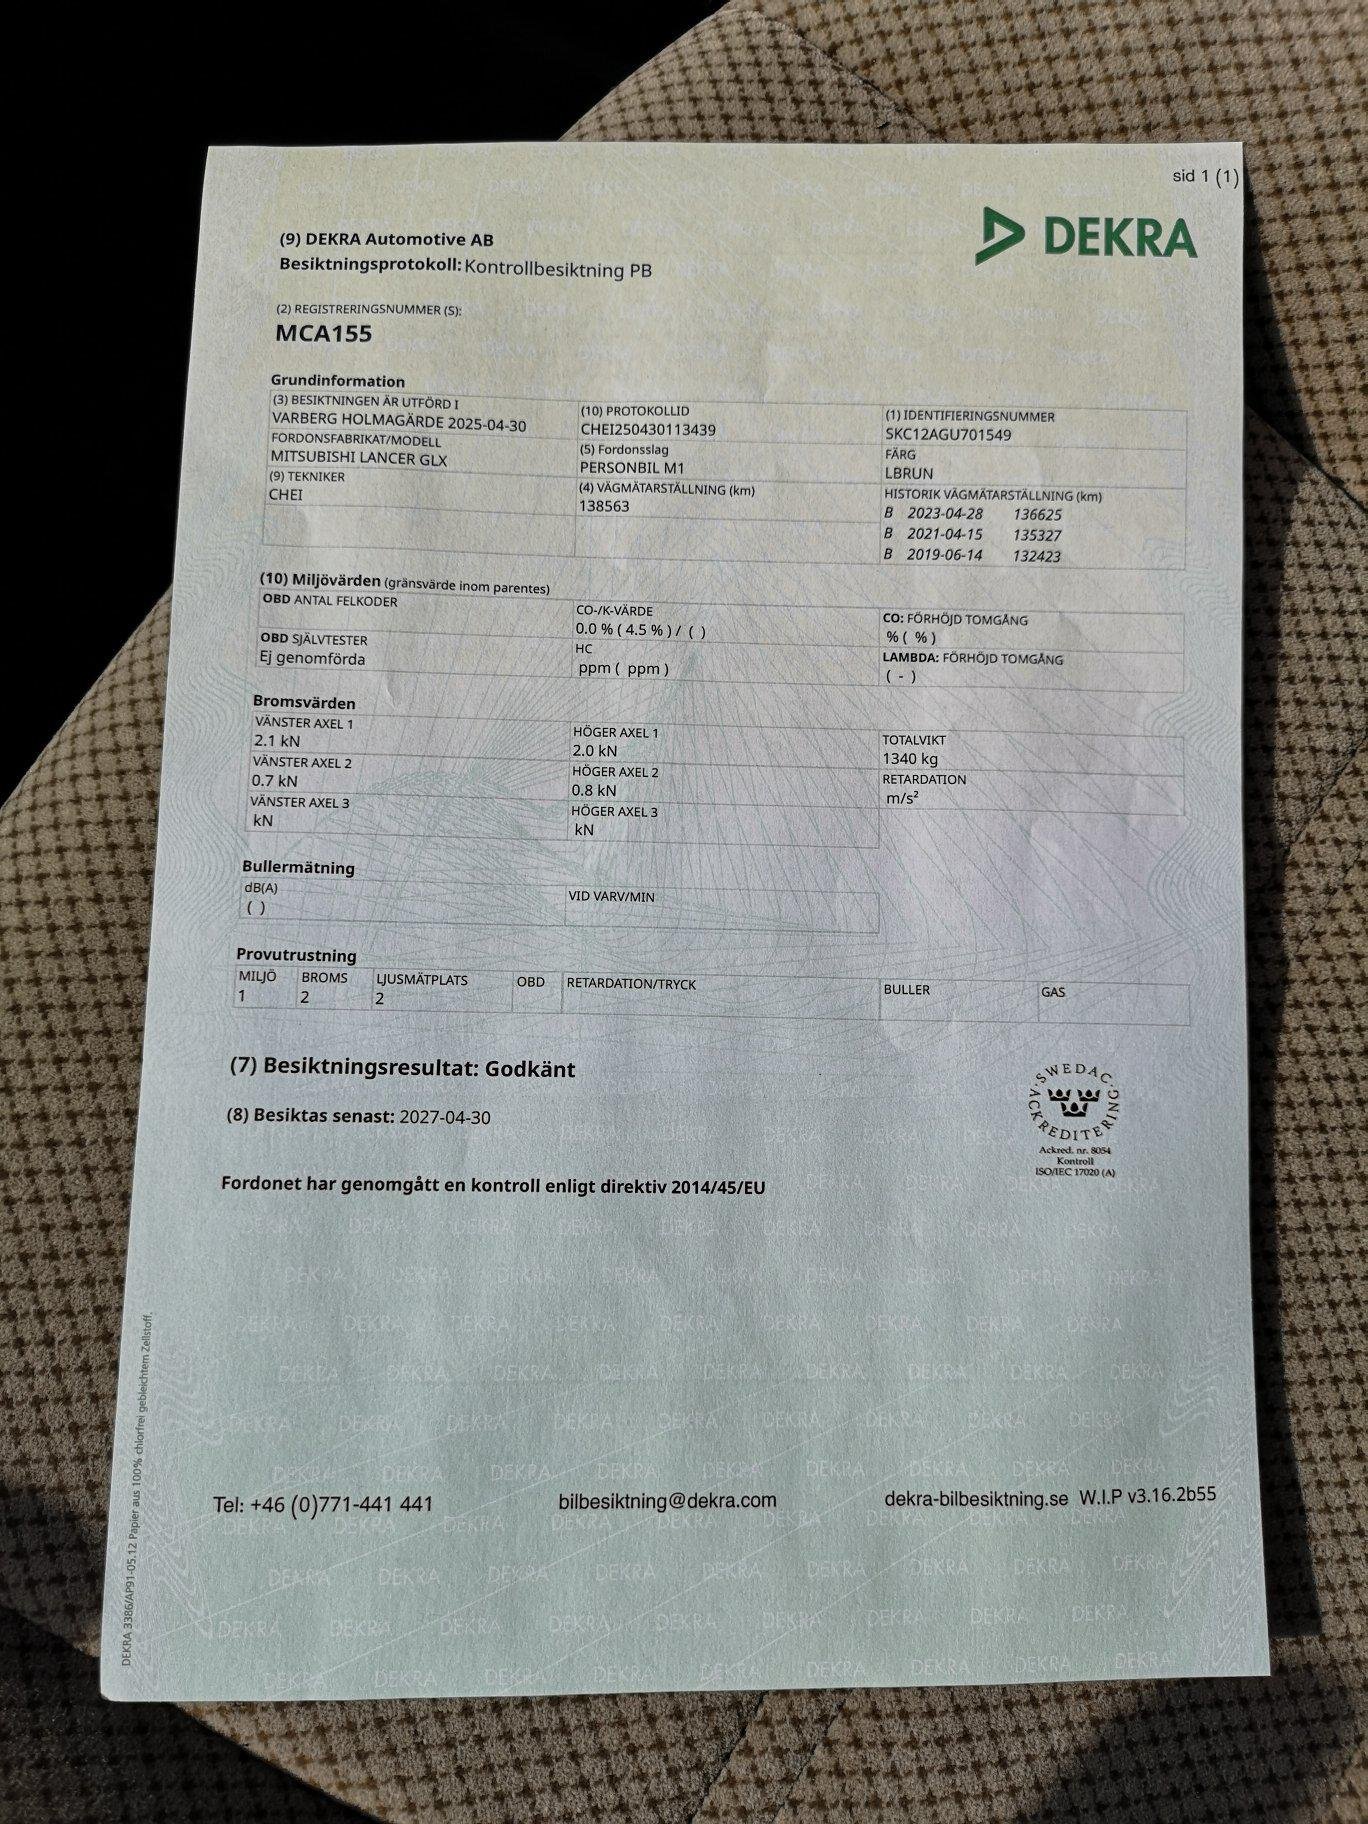 sid 1 (1)
DEKRA
(9) DEKRA Automotive AB
Besiktningsprotokoll: Kontrollbesiktning PB
(2) REGISTRERINGSNUMMER (S):
MCA155
Grundinformation
(3) BESIKTNINGEN ÄR UTFÖRD I
VARBERG HOLMAGÄRDE 2025-04-30
(10) PROTOKOLLID
CHEI250430113439
(1) IDENTIFIERINGSNUMMER
SKC12AGU701549
FORDONSFABRIKAT/MODELL
MITSUBISHI LANCER GLX
(5) Fordonsslag
PERSONBIL M1
FÄRG
LBRUN
(9) TEKNIKER
CHEI
(4) VÄGMÄTARSTÄLLNING (km)
138563
HISTORIK VÄGMÄTARSTÄLLNING (km)
B 2023-04-28 136625
B 2021-04-15 135327
B 2019-06-14 132423
(10) Miljövärden (gränsvärde inom parentes)
OBD ANTAL FELKODER
CO-/K-VÄRDE
0.0 % ( 4.5 % ) / ( )
CO: FÖRHÖJD TOMGÅNG
% ( % )
OBD SJÄLVTESTER
Ej genomförda
HC
ppm ( ppm )
LAMBDA: FÖRHÖJD TOMGÅNG
( - )
Bromsvärden
VÄNSTER AXEL 1
2.1 kN
HÖGER AXEL 1
2.0 kN
TOTALVIKT
1340 kg
VÄNSTER AXEL 2
0.7 kN
HÖGER AXEL 2
0.8 kN
RETARDATION
m/s²
VÄNSTER AXEL 3
kN
HÖGER AXEL 3
kN
Bullermätning
dB(A)
( )
VID VARV/MIN
Provutrustning
MILJÖ
1
BROMS
2
LJUSMÄTPLATS
2
OBD
RETARDATION/TRYCK
BULLER
GAS
(7) Besiktningsresultat: Godkänt
(8) Besiktas senast: 2027-04-30
Fordonet har genomgått en kontroll enligt direktiv 2014/45/EU
SWEDAC ACKREDITERING
Ackred. nr. 8054
Kontroll
ISO/IEC 17020 (A)
Tel: +46 (0)771-441 441
bilbesiktning@dekra.com
dekra-bilbesiktning.se W.I.P v3.16.2b55
DEKRA 3386/AP91-05.12 Papier aus 100% chlorfrei gebleichtem Zellstoff.